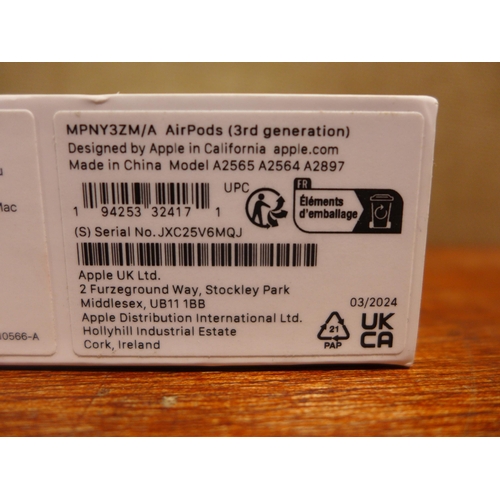 MPNY3ZM/A AirPods (3rd generation)
Designed by Apple in California apple.com
Made in China Model A2565 A2564 A2897
UPC
1 94253 32417 1
FR
Éléments
d'emballage
(S) Serial No. JXC25V6MQJ
Apple UK Ltd.
2 Furzeground Way, Stockley Park
Middlesex, UB11 1BB
Apple Distribution International Ltd.
Hollyhill Industrial Estate
Cork, Ireland
03/2024
21
PAP
UK
CA
Mac
0566-A